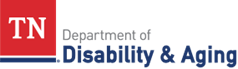 TN
Department of
Disability & Aging